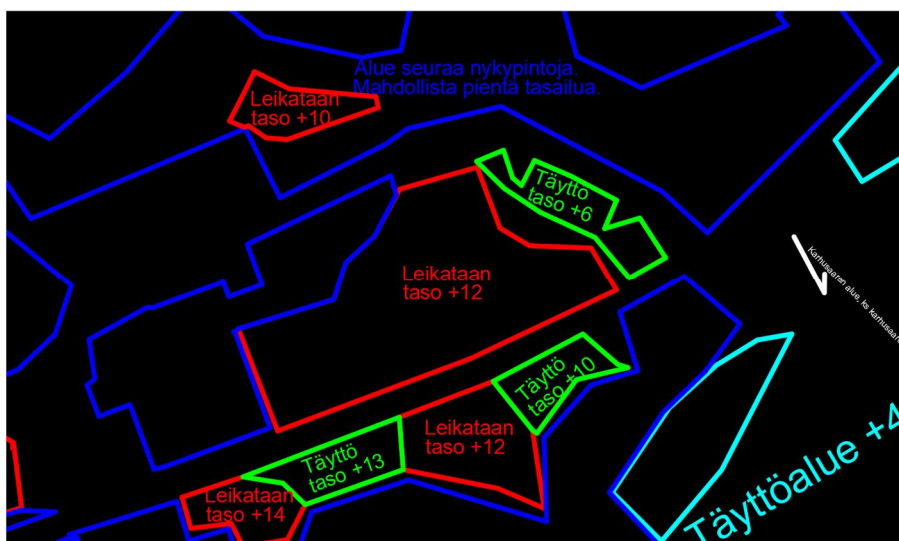 Alue seuraa nykypintoja.
Mahdollista pientä tasailua.
Leikataan
taso +10
Täyttö
taso +6
Leikataan
taso +12
Karhusaaren alue, ks karhusaare
Täyttö
taso +10
Leikataan
taso +12
Täyttö
taso +13
Leikataan
taso +14
Täyttöalue +4